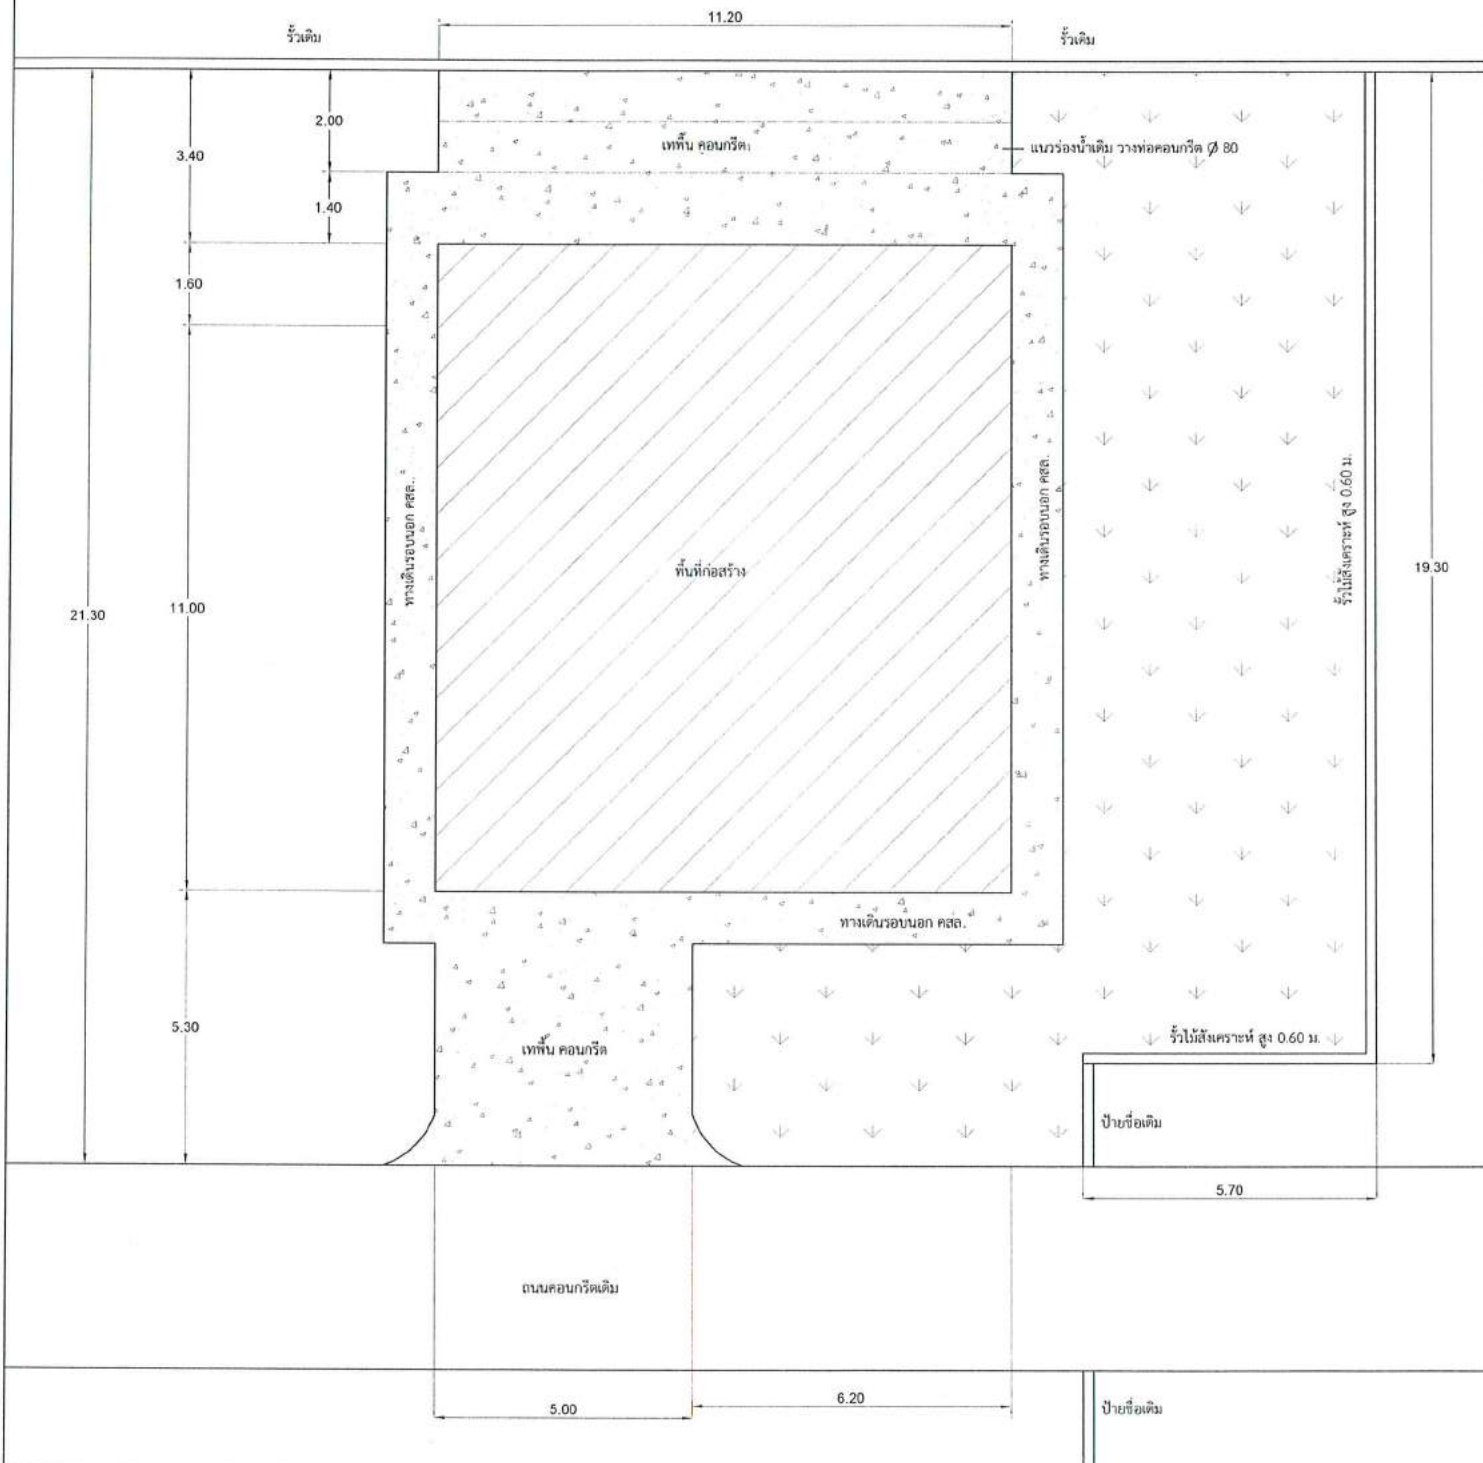 11.20
รั้วเดิม
รั้วเดิม
2.00
3.40
เทพื้น คอนกรีต
แนวร่องน้ำเดิม วางท่อคอนกรีต Ø 80
1.40
1.60
ทางเดินรอบนอก คสล.
ทางเดินรอบนอก คสล.
รั้วไม้สังเคราะห์ สูง 0.60 ม.
พื้นที่ก่อสร้าง
19.30
21.30
11.00
ทางเดินรอบนอก คสล.
5.30
เทพื้น คอนกรีต
รั้วไม้สังเคราะห์ สูง 0.60 ม.
ป้ายชื่อเดิม
5.70
ถนนคอนกรีตเดิม
5.00
6.20
ป้ายชื่อเดิม